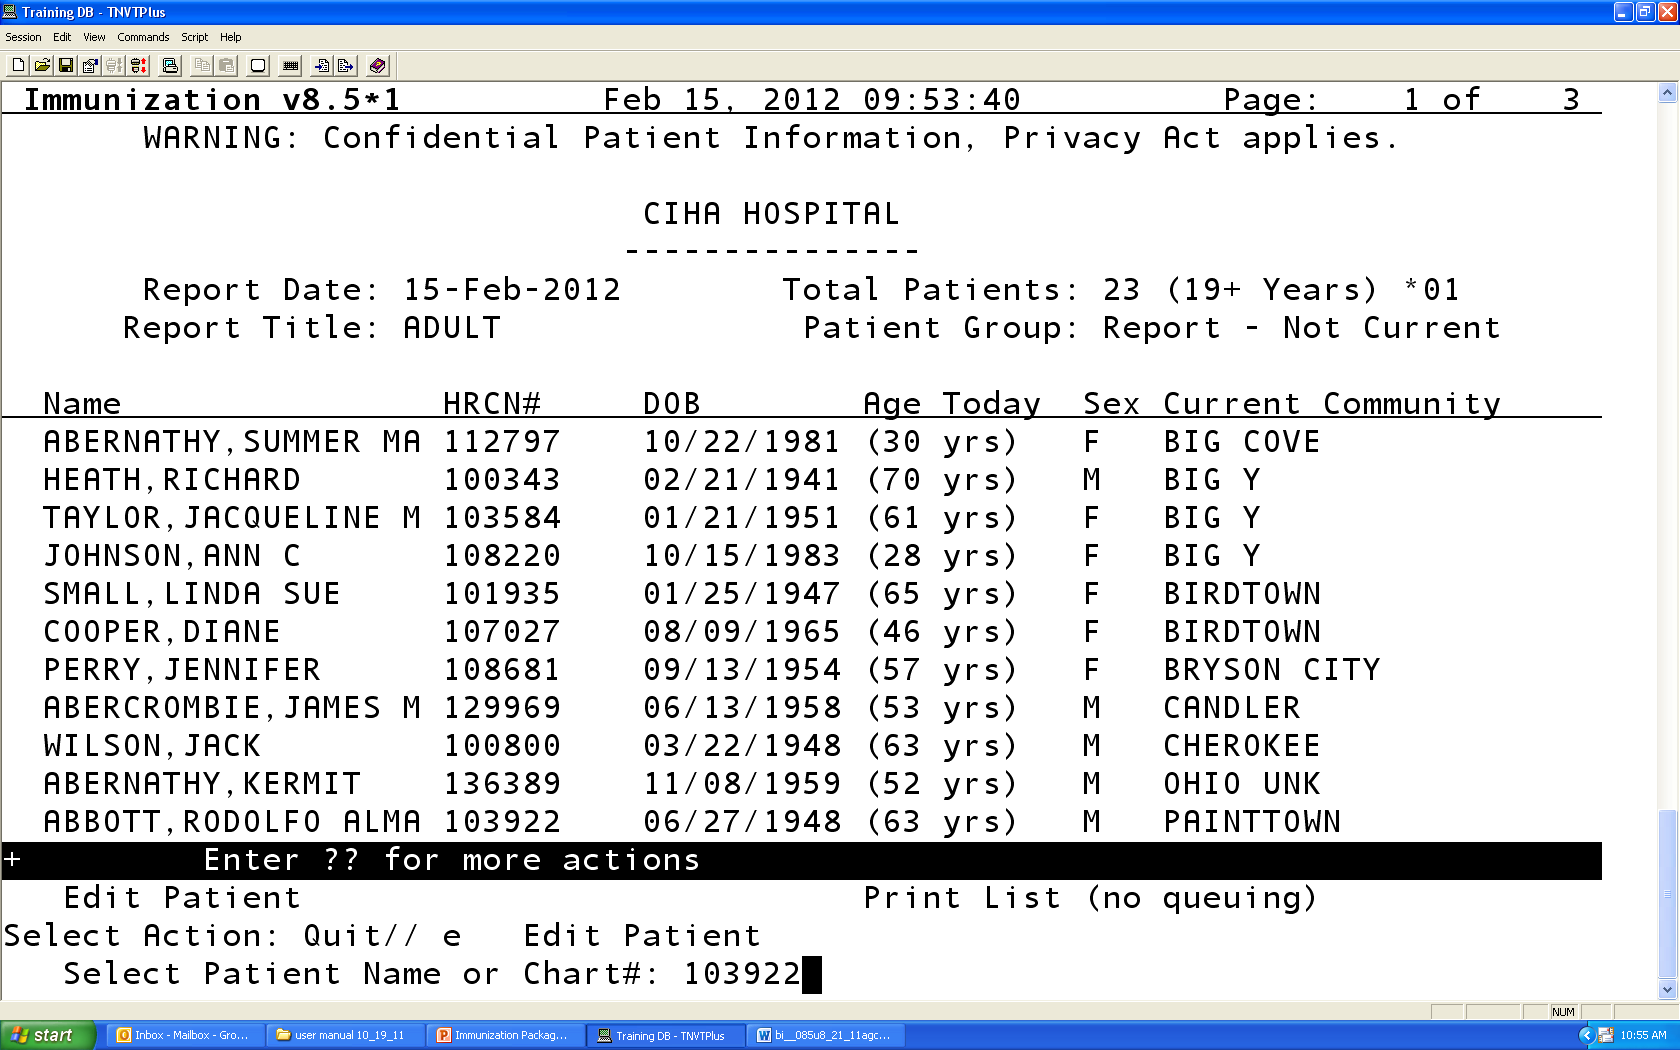 Training DB - TNVTPlus
Session Edit View Commands Script Help
Immunization v8.5*1 Feb 15, 2012 09:53:40 Page: 1 of 3
WARNING: Confidential Patient Information, Privacy Act applies.
CIHA HOSPITAL
--------------- 
Report Date: 15-Feb-2012 Total Patients: 23 (19+ Years) *01
Report Title: ADULT Patient Group: Report - Not Current
Name HRCN# DOB Age Today Sex Current Community
ABERNATHY,SUMMER MA 112797 10/22/1981 (30 yrs) F BIG COVE
HEATH,RICHARD 100343 02/21/1941 (70 yrs) M BIG Y
TAYLOR,JACQUELINE M 103584 01/21/1951 (61 yrs) F BIG Y
JOHNSON,ANN C 108220 10/15/1983 (28 yrs) F BIG Y
SMALL,LINDA SUE 101935 01/25/1947 (65 yrs) F BIRDTOWN
COOPER,DIANE 107027 08/09/1965 (46 yrs) F BIRDTOWN
PERRY,JENNIFER 108681 09/13/1954 (57 yrs) F BRYSON CITY
ABERCROMBIE,JAMES M 129969 06/13/1958 (53 yrs) M CANDLER
WILSON,JACK 100800 03/22/1948 (63 yrs) M CHEROKEE
ABERNATHY,KERMIT 136389 11/08/1959 (52 yrs) M OHIO UNK
ABBOTT,RODOLFO ALMA 103922 06/27/1948 (63 yrs) M PAINTTOWN
+ Enter ?? for more actions
Edit Patient Print List (no queuing)
Select Action: Quit// e Edit Patient
Select Patient Name or Chart#: 103922
NUM
start Inbox - Mailbox - Gro... user manual 10_19_11 Immunization Packag... Training DB - TNVTPlus bi__085u8_21_11agc... 10:55 AM